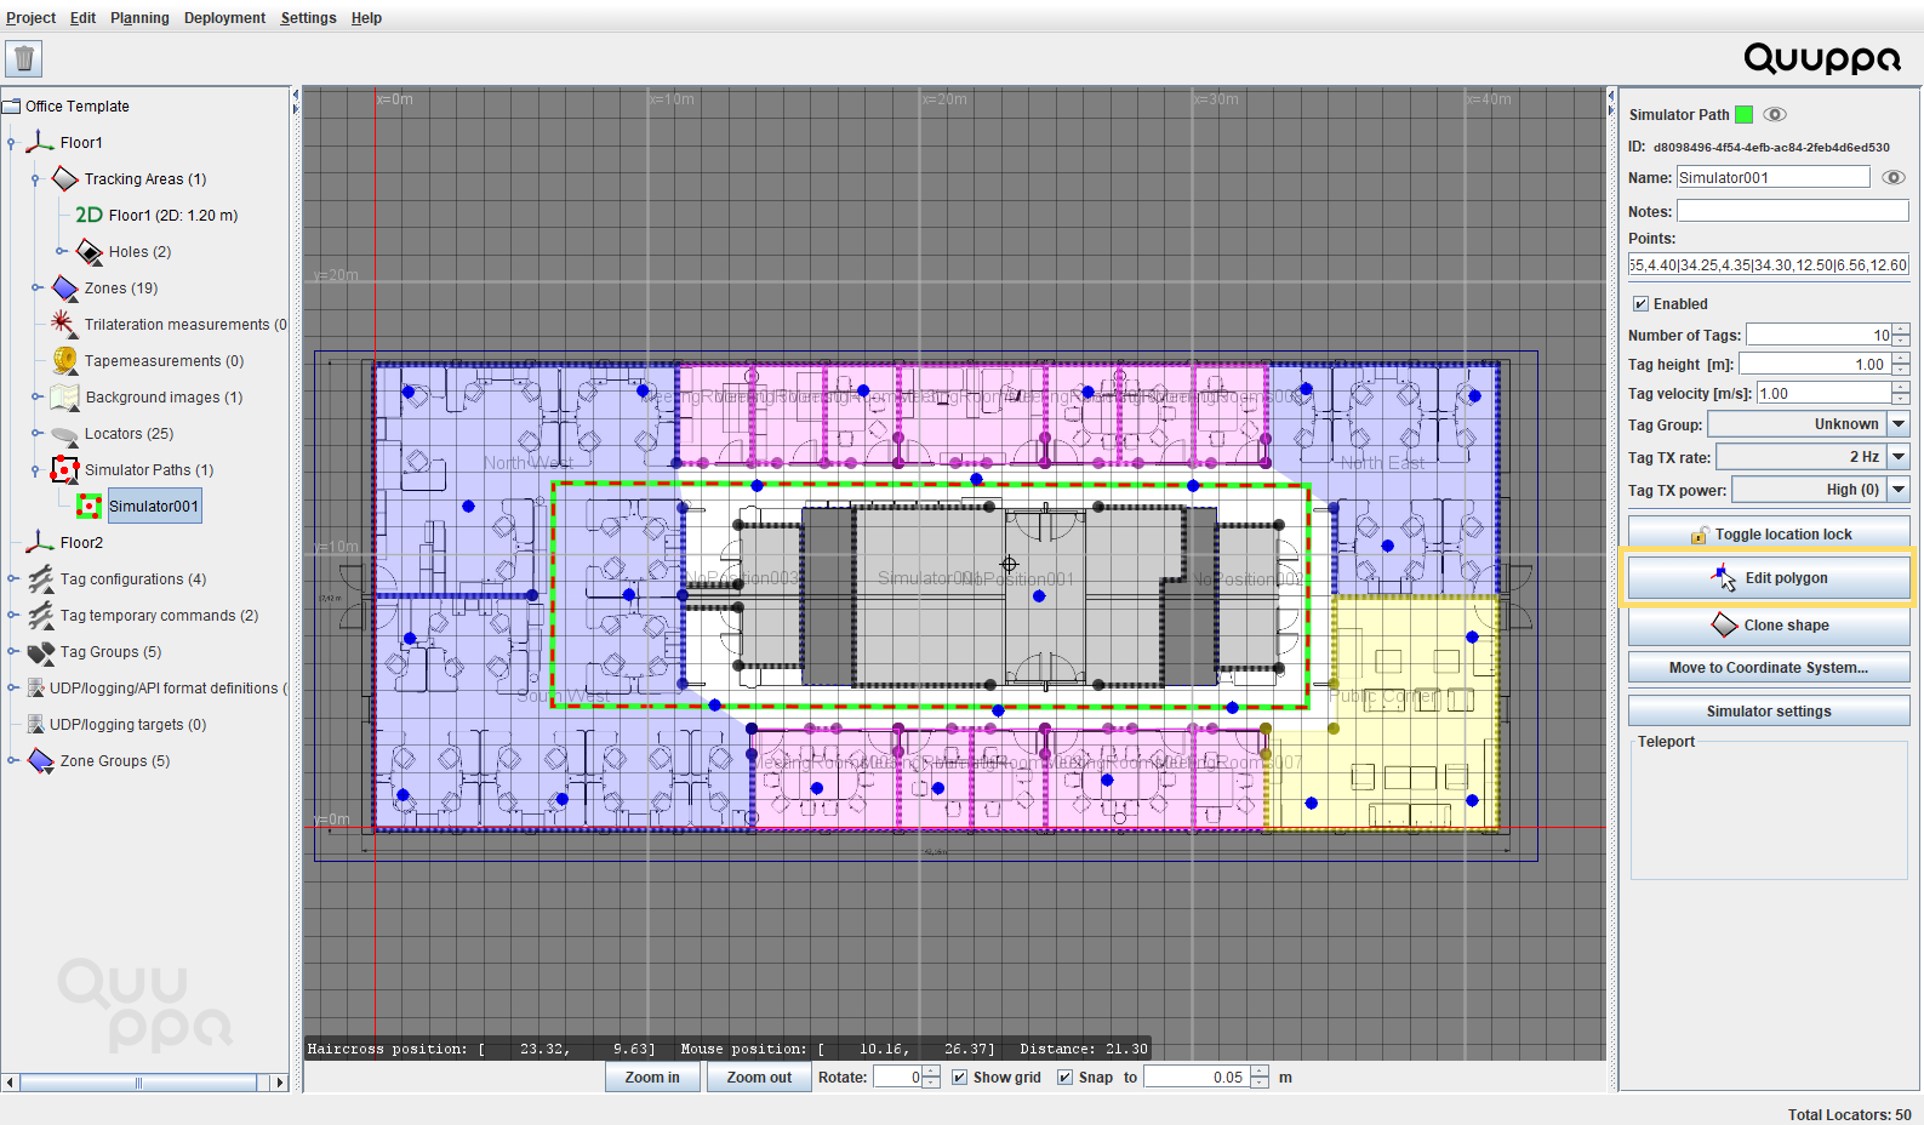 Project Edit Planning Deployment Settings Help
Quuppa
Office Template
Floor1
Tracking Areas (1)
2D Floor1 (2D: 1.20 m)
Holes (2)
Zones (19)
Trilateration measurements (0
Tapemeasurements (0)
Background images (1)
Locators (25)
Simulator Paths (1)
Simulator001
Floor2
Tag configurations (4)
Tag temporary commands (2)
Tag Groups (5)
UDP/logging/API format definitions (
UDP/logging targets (0)
Zone Groups (5)
Quuppa
x=0m x=10m x=20m x=30m x=40m
y=20m
North West
North East
y=10m
NoPosition003 Simulator001 NoPosition001 NoPosition002
South West
Public Corner
y=0m
Haircross position: [ 23.32, 9.63] Mouse position: [ 10.16, 26.37] Distance: 21.30
Zoom in Zoom out Rotate: 0 Show grid Snap to 0.05 m
Simulator Path
ID: d8098496-4f54-4efb-ac84-2feb4d6ed530
Name: Simulator001
Notes:
Points:
55,4.40|34.25,4.35|34.30,12.50|6.56,12.60
Enabled
Number of Tags: 10
Tag height [m]: 1.00
Tag velocity [m/s]: 1.00
Tag Group: Unknown
Tag TX rate: 2 Hz
Tag TX power: High (0)
Toggle location lock
Edit polygon
Clone shape
Move to Coordinate System...
Simulator settings
Teleport
Total Locators: 50